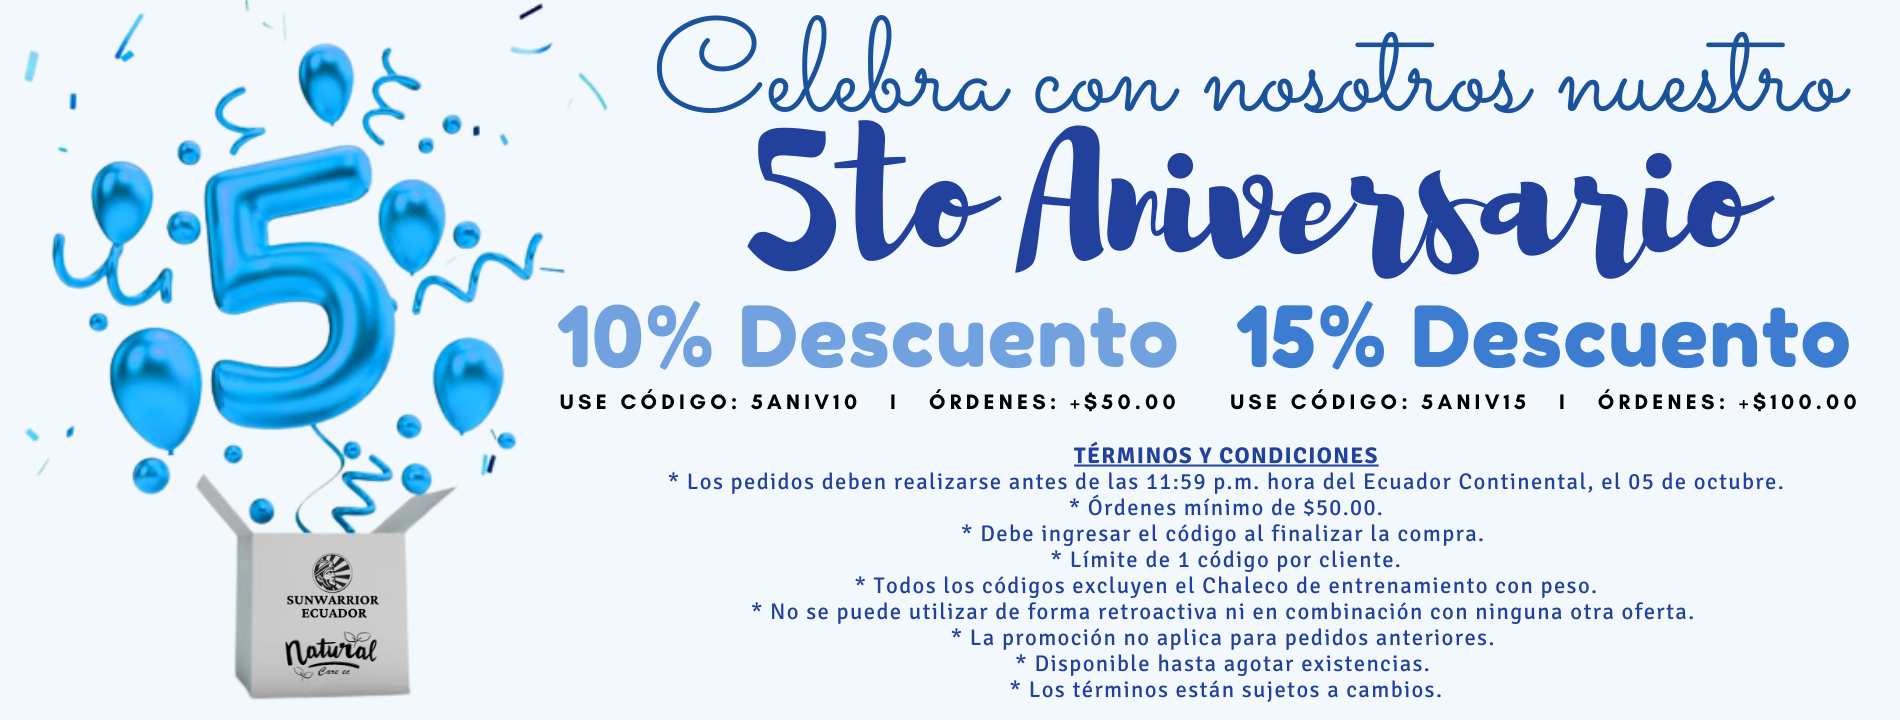 Celebra con nosotros nuestro
5to Aniversario
10% Descuento
USE CÓDIGO: 5ANIV10 I ÓRDENES: +$50.00
15% Descuento
USE CÓDIGO: 5ANIV15 I ÓRDENES: +$100.00
TÉRMINOS Y CONDICIONES
* Los pedidos deben realizarse antes de las 11:59 p.m. hora del Ecuador Continental, el 05 de octubre.
* Órdenes mínimo de $50.00.
* Debe ingresar el código al finalizar la compra.
* Límite de 1 código por cliente.
* Todos los códigos excluyen el Chaleco de entrenamiento con peso.
* No se puede utilizar de forma retroactiva ni en combinación con ninguna otra oferta.
* La promoción no aplica para pedidos anteriores.
* Disponible hasta agotar existencias.
* Los términos están sujetos a cambios.
5
SUNWARRIOR
ECUADOR
Natural
Care ec